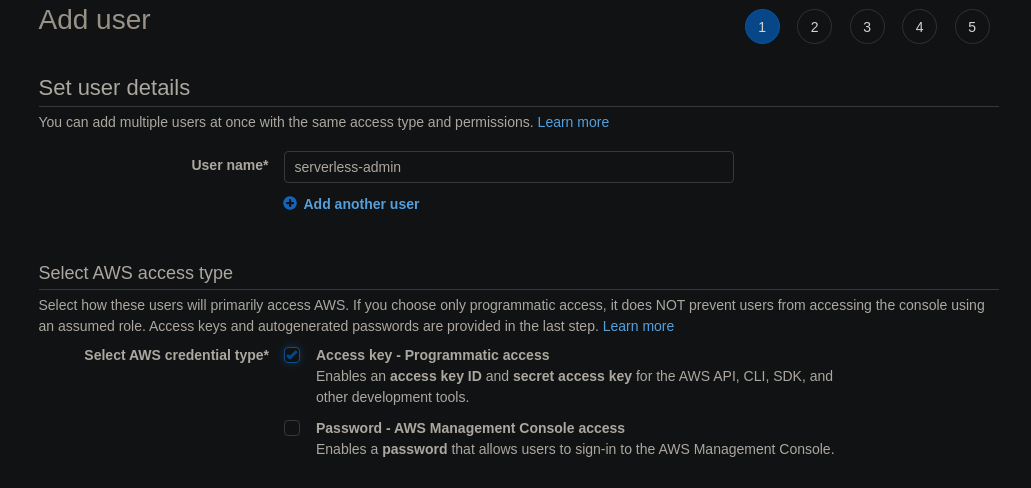 Add user
1 2 3 4 5
Set user details
You can add multiple users at once with the same access type and permissions. Learn more
User name* serverless-admin
Add another user
Select AWS access type
Select how these users will primarily access AWS. If you choose only programmatic access, it does NOT prevent users from accessing the console using
an assumed role. Access keys and autogenerated passwords are provided in the last step. Learn more
Select AWS credential type* Access key - Programmatic access
Enables an access key ID and secret access key for the AWS API, CLI, SDK, and
other development tools.
Password - AWS Management Console access
Enables a password that allows users to sign-in to the AWS Management Console.